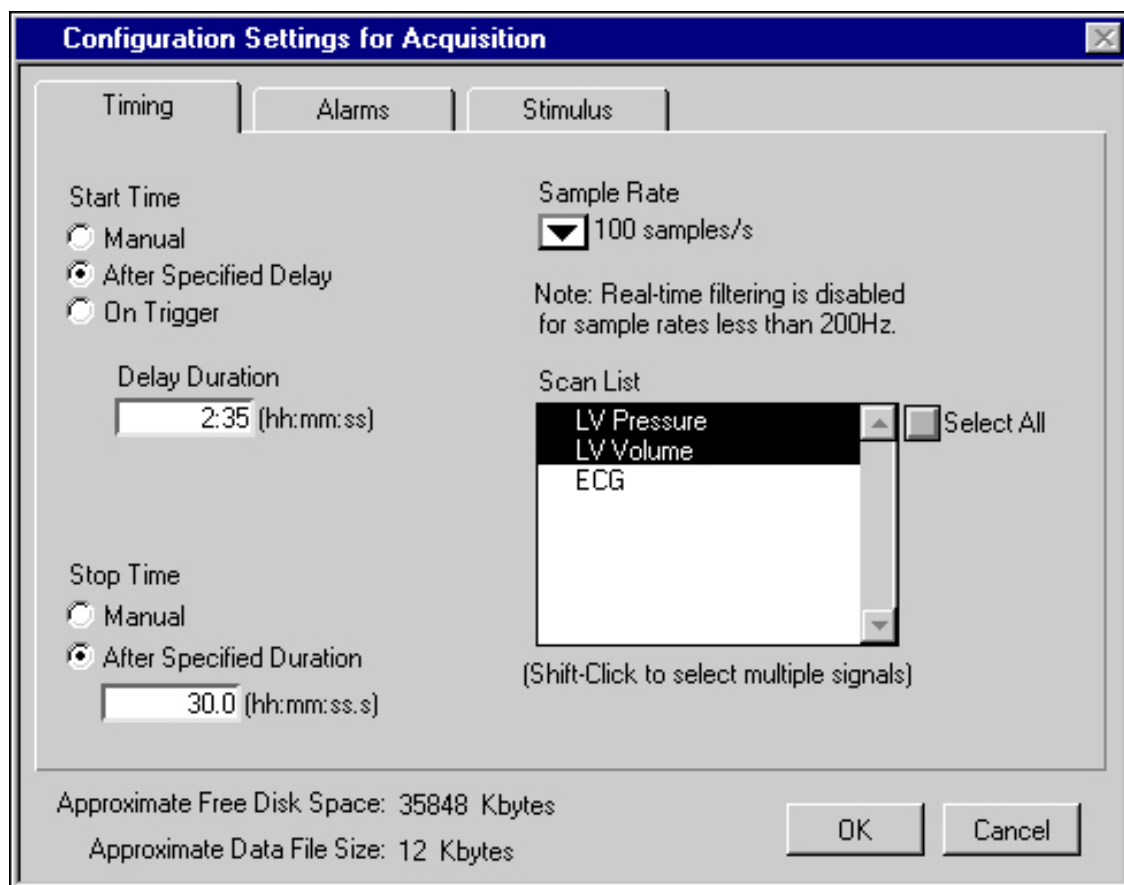 Configuration Settings for Acquisition
Timing
Alarms
Stimulus
Start Time
Manual
After Specified Delay
On Trigger
Delay Duration
2:35 (hh:mm:ss)
Stop Time
Manual
After Specified Duration
30.0 (hh:mm:ss.s)
Sample Rate
100 samples/s
Note: Real-time filtering is disabled
for sample rates less than 200Hz.
Scan List
LV Pressure
LV Volume
ECG
Select All
(Shift-Click to select multiple signals)
Approximate Free Disk Space: 35848 Kbytes
Approximate Data File Size: 12 Kbytes
OK
Cancel